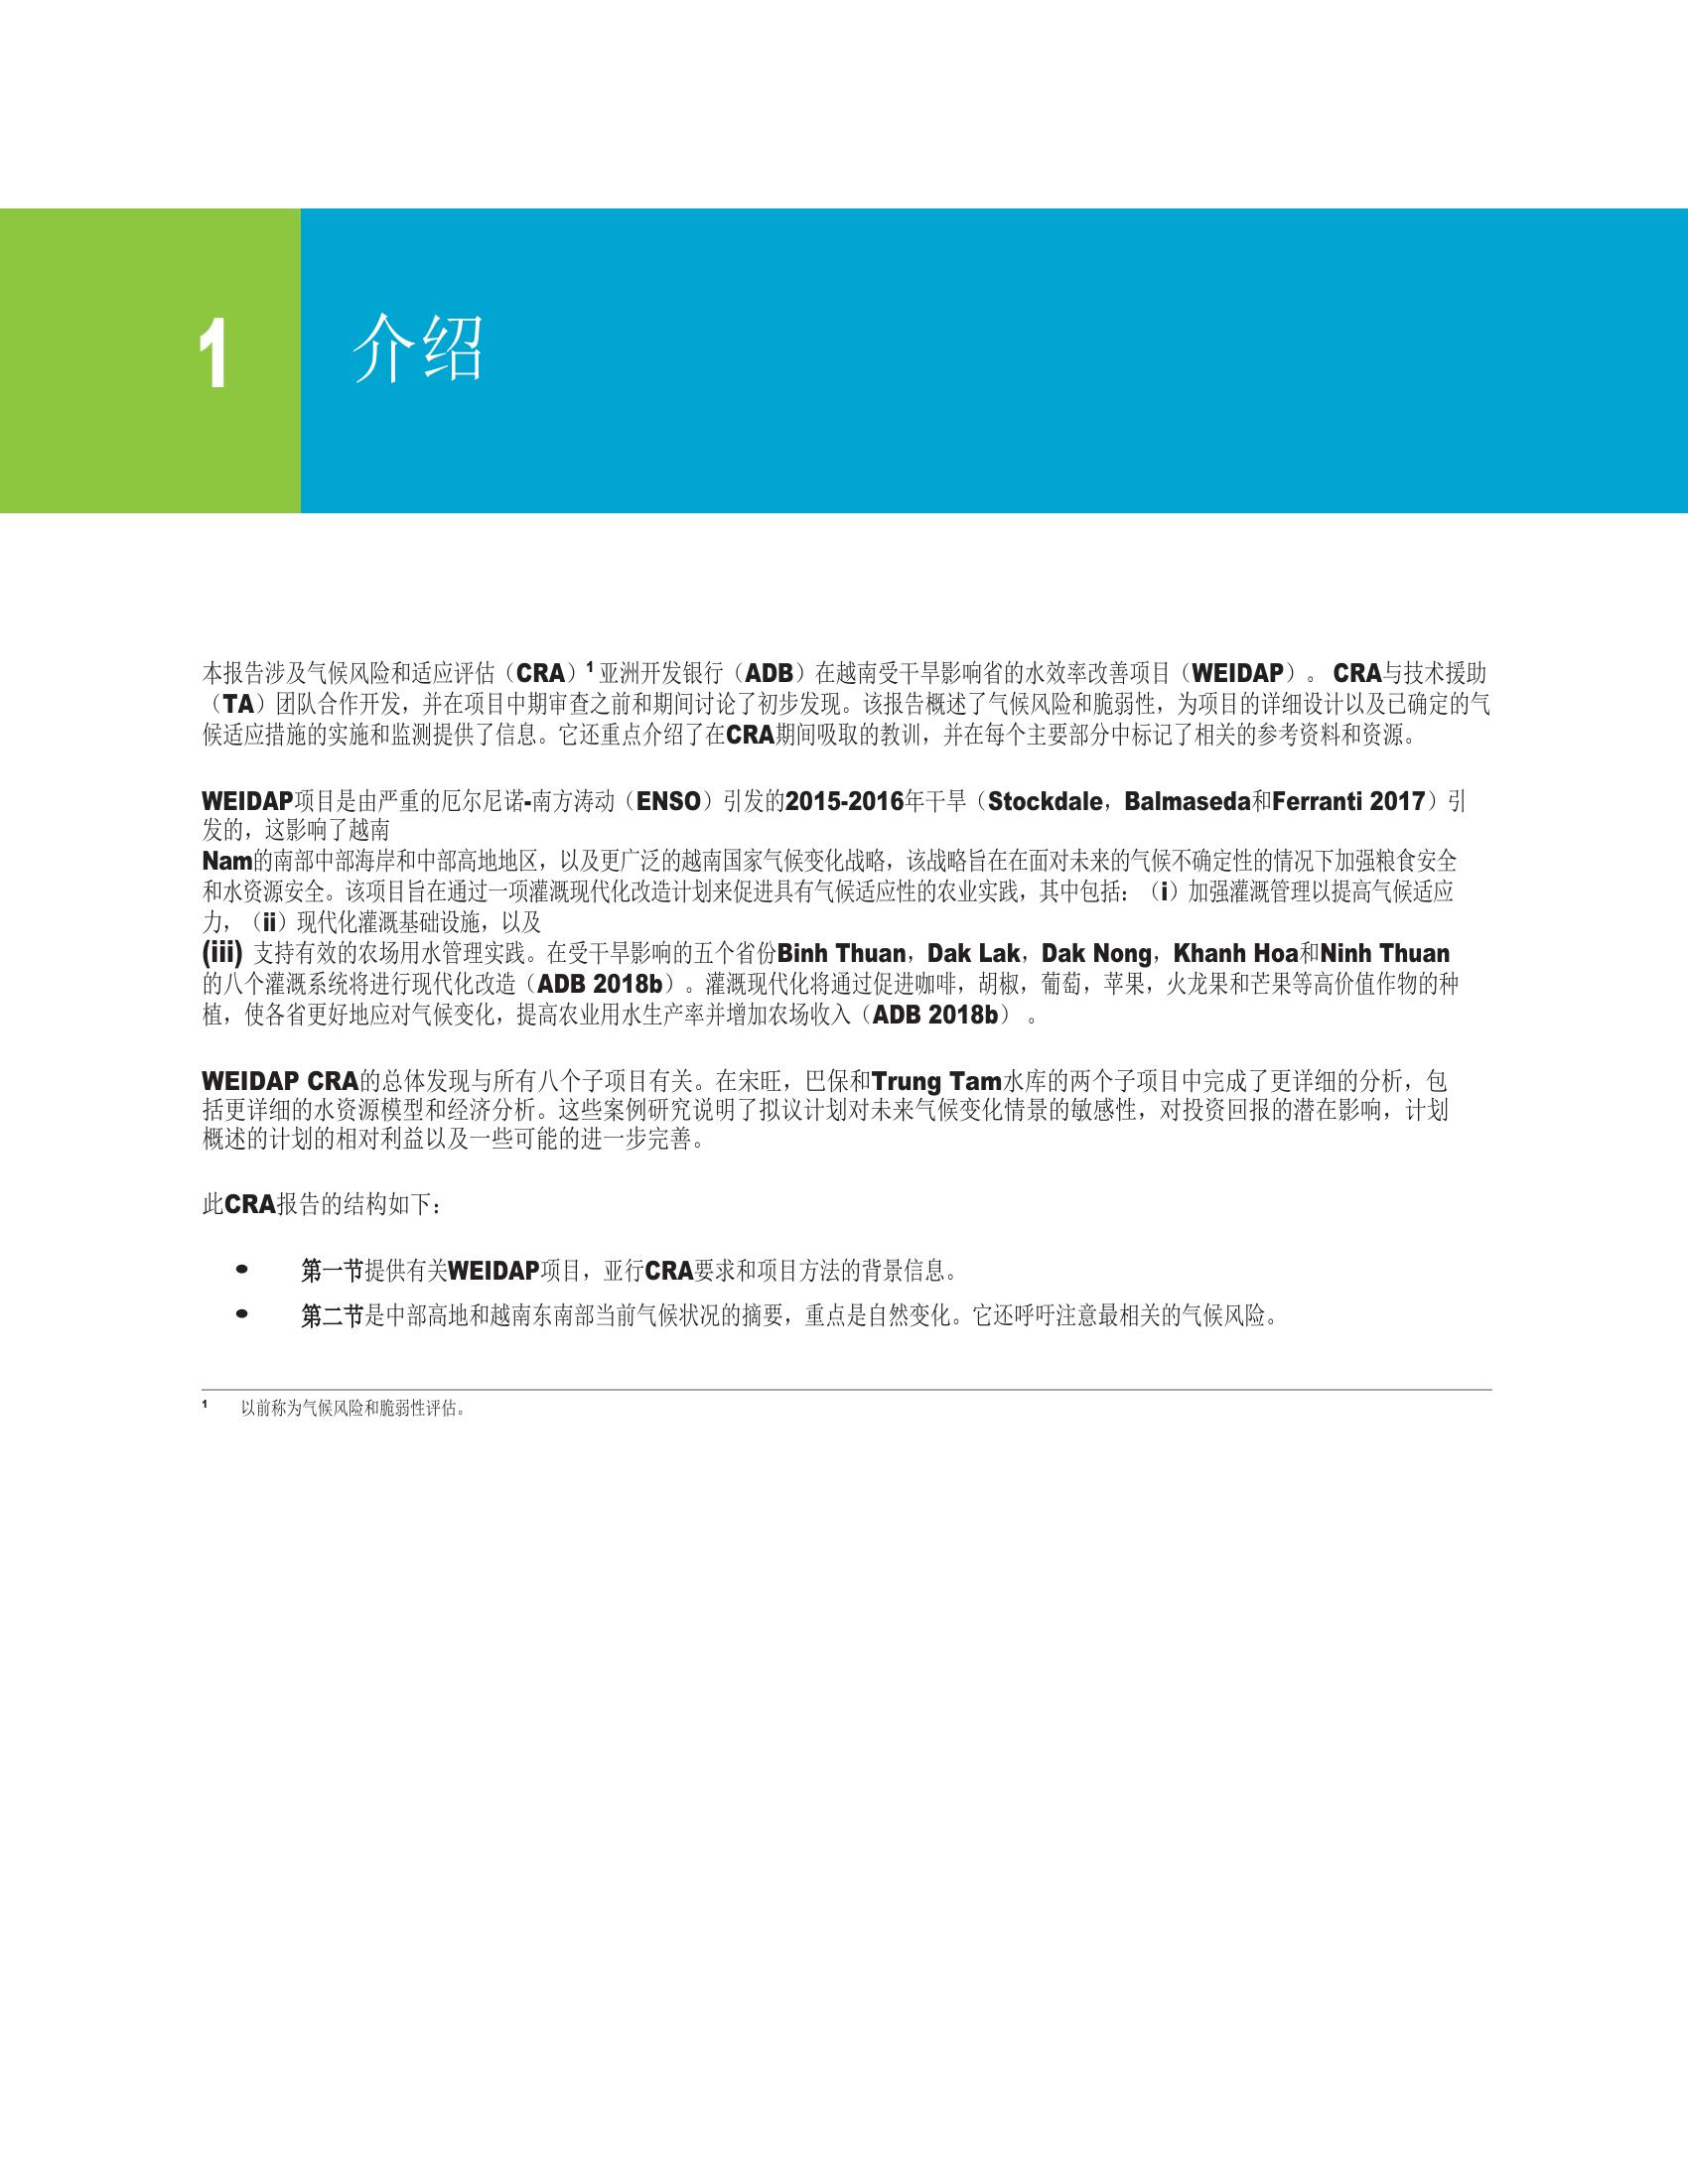 1
介绍
本报告涉及气候风险和适应评估（CRA）1 亚洲开发银行（ADB）在越南受干旱影响省的水效率改善项目（WEIDAP）。 CRA与技术援助
（TA）团队合作开发，并在项目中期审查之前和期间讨论了初步发现。该报告概述了气候风险和脆弱性，为项目的详细设计以及已确定的气
候适应措施的实施和监测提供了信息。它还重点介绍了在CRA期间吸取的教训，并在每个主要部分中标记了相关的参考资料和资源。
WEIDAP项目是由严重的厄尔尼诺-南方涛动（ENSO）引发的2015-2016年干旱（Stockdale，Balmaseda和Ferranti 2017）引
发的，这影响了越南
Nam的南部中部海岸和中部高地地区，以及更广泛的越南国家气候变化战略，该战略旨在在面对未来的气候不确定性的情况下加强粮食安全
和水资源安全。该项目旨在通过一项灌溉现代化改造计划来促进具有气候适应性的农业实践，其中包括：（i）加强灌溉管理以提高气候适应
力，（ii）现代化灌溉基础设施，以及
(iii) 支持有效的农场用水管理实践。在受干旱影响的五个省份Binh Thuan，Dak Lak，Dak Nong，Khanh Hoa和Ninh Thuan
的八个灌溉系统将进行现代化改造（ADB 2018b）。灌溉现代化将通过促进咖啡，胡椒，葡萄，苹果，火龙果和芒果等高价值作物的种
植，使各省更好地应对气候变化，提高农业用水生产率并增加农场收入（ADB 2018b） 。
WEIDAP CRA的总体发现与所有八个子项目有关。在宋旺，巴保和Trung Tam水库的两个子项目中完成了更详细的分析，包
括更详细的水资源模型和经济分析。这些案例研究说明了拟议计划对未来气候变化情景的敏感性，对投资回报的潜在影响，计划
概述的计划的相对利益以及一些可能的进一步完善。
此CRA报告的结构如下：
• 第一节提供有关WEIDAP项目，亚行CRA要求和项目方法的背景信息。
• 第二节是中部高地和越南东南部当前气候状况的摘要，重点是自然变化。它还呼吁注意最相关的气候风险。
1 以前称为气候风险和脆弱性评估。